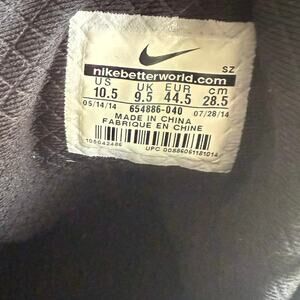 nikebetterworld.com
SZ
US UK EUR cm
10.5 9.5 44.5 28.5
05/14/14 654886-040 07/28/14
MADE IN CHINA
FABRIQUE EN CHINE
UPC